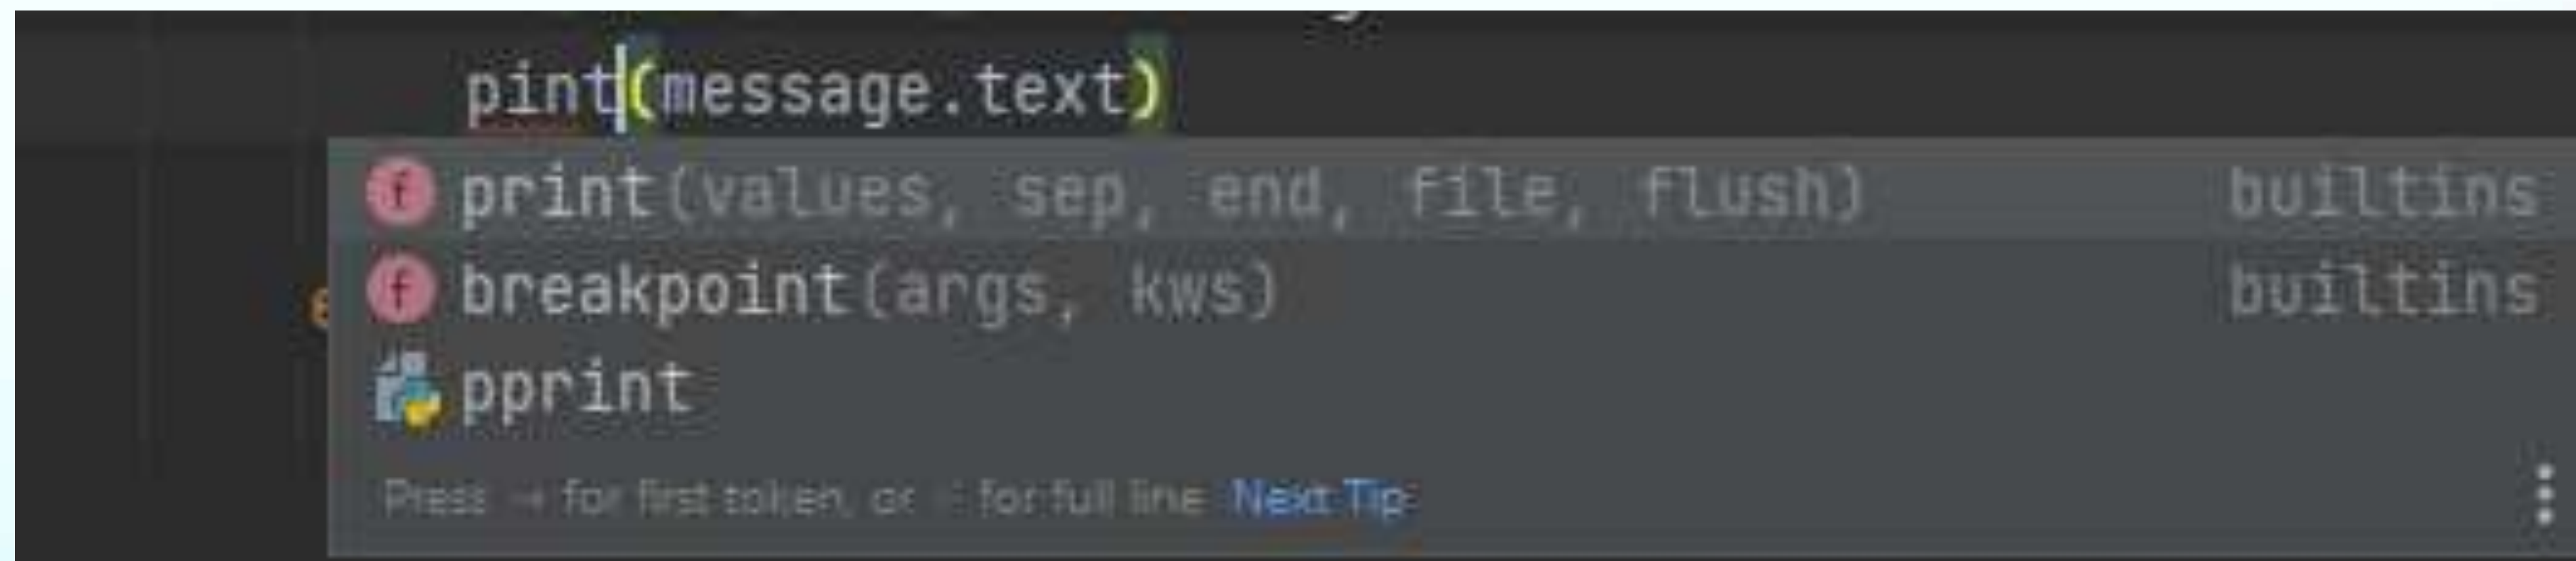 pint(message.text)
print(values, sep, end, file, flush) builtins
breakpoint(args, kws) builtins
pprint
Press → for first token, or for full line Next Tip